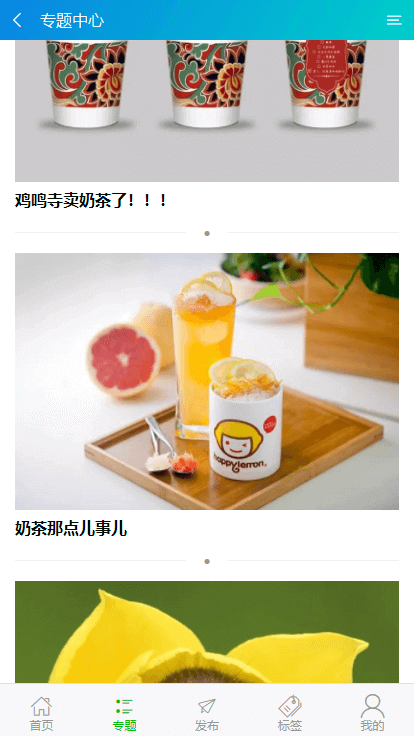 专题中心
鸡鸣寺卖奶茶了！！！
happylemon
奶茶那点儿事儿
首页
专题
发布
标签
我的